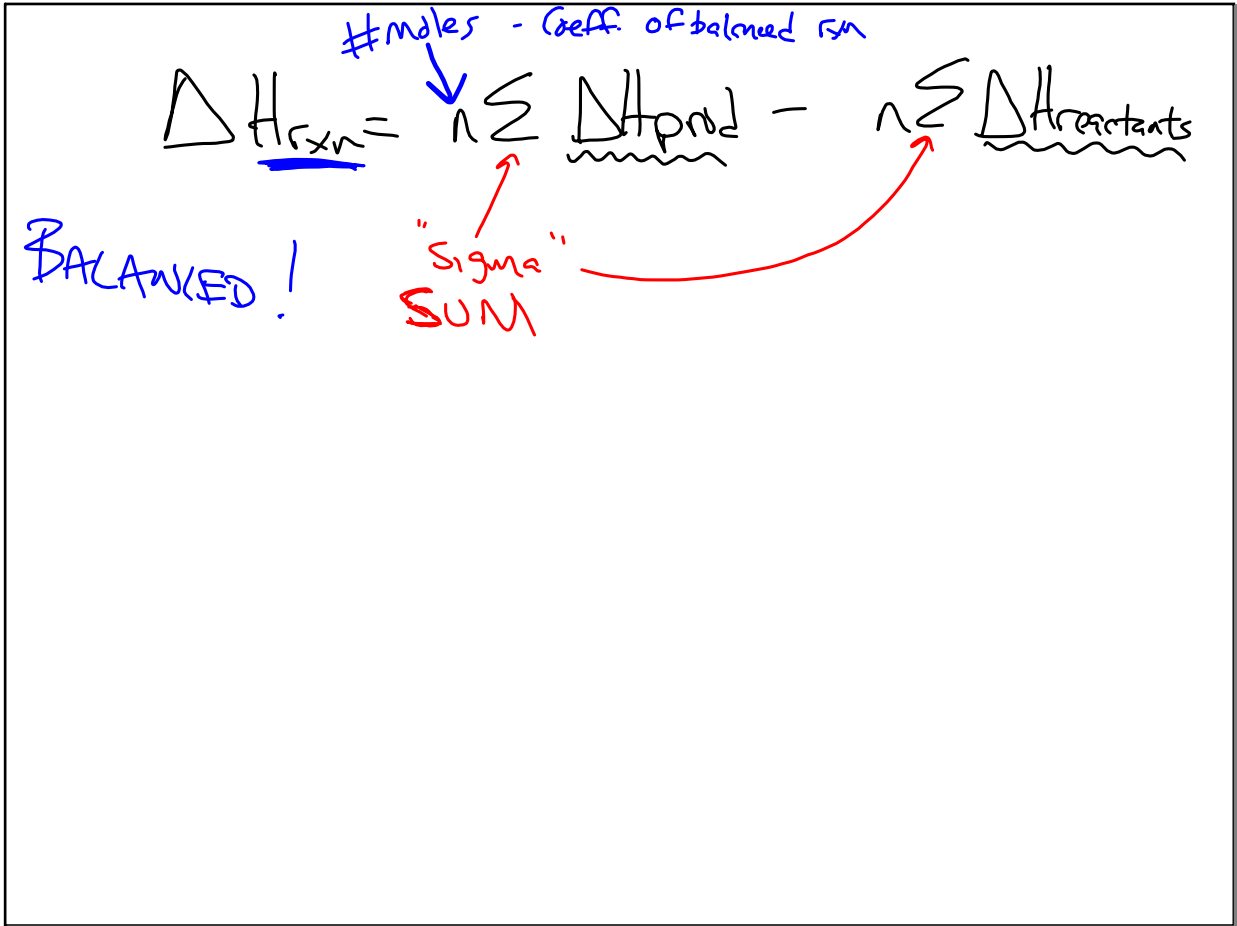 #moles - Coeff. of balanced rxn
ΔHrxn = nΣ ΔHprod - nΣ ΔHreactants
BALANCED!
"Sigma"
SUM